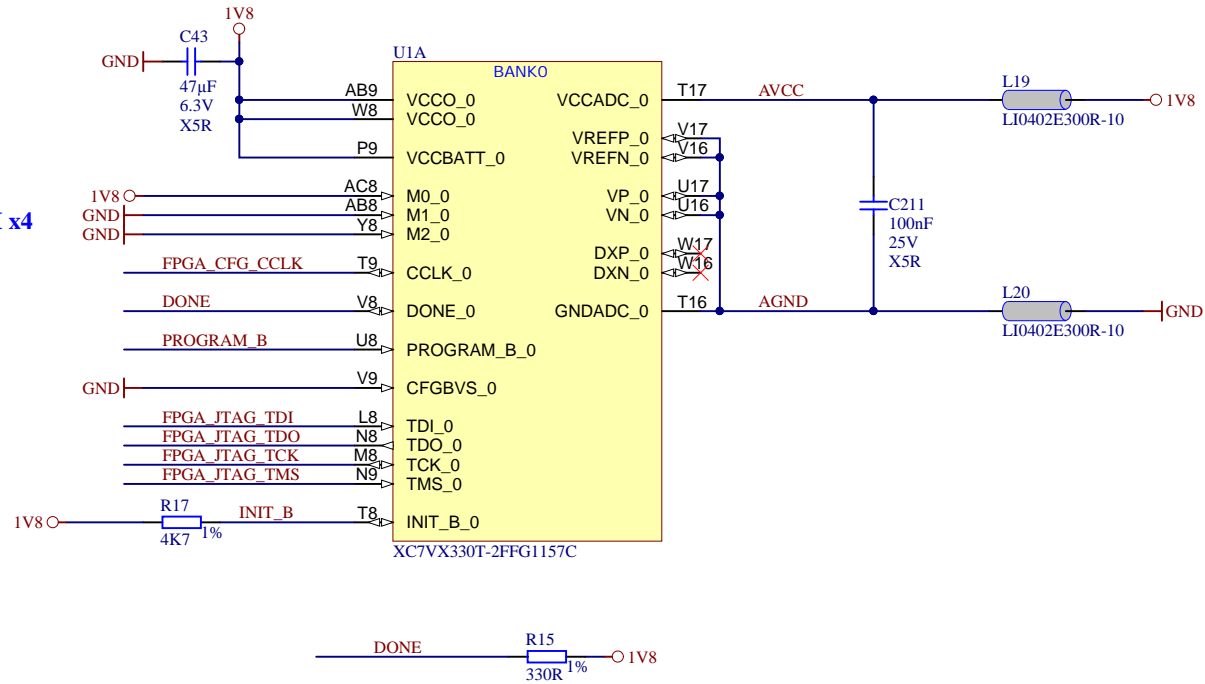 1V8
C43
GND
47µF
6.3V
X5R
U1A
BANK0
AB9 VCCO_0
W8 VCCO_0
P9 VCCBATT_0
1V8 AC8 M0_0
GND AB8 M1_0
GND Y8 M2_0
x4
FPGA_CFG_CCLK T9 CCLK_0
DONE V8 DONE_0
PROGRAM_B U8 PROGRAM_B_0
GND V9 CFGBVS_0
FPGA_JTAG_TDI L8 TDI_0
FPGA_JTAG_TDO N8 TDO_0
FPGA_JTAG_TCK M8 TCK_0
FPGA_JTAG_TMS N9 TMS_0
R17
1V8 4K7 1% INIT_B T8 INIT_B_0
XC7VX330T-2FFG1157C
VCCADC_0 T17 AVCC
VREFP_0 V17
VREFN_0 V16
VP_0 U17
VN_0 U16
DXP_0 W17
DXN_0 W16
GNDADC_0 T16 AGND
L19
1V8
LI0402E300R-10
C211
100nF
25V
X5R
L20
GND
LI0402E300R-10
DONE R15 1V8
330R 1%